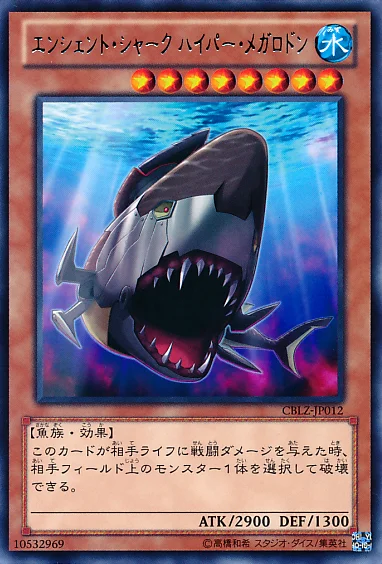 エンシェント・シャーク ハイパー・メガロドン
水
CBLZ-JP012
【魚族・効果】
このカードが相手ライフに戦闘ダメージを与えた時、
相手フィールド上のモンスター1体を選択して破壊
できる。
ATK/2900 DEF/1300
10532969
©高橋和希 スタジオ・ダイス/集英社